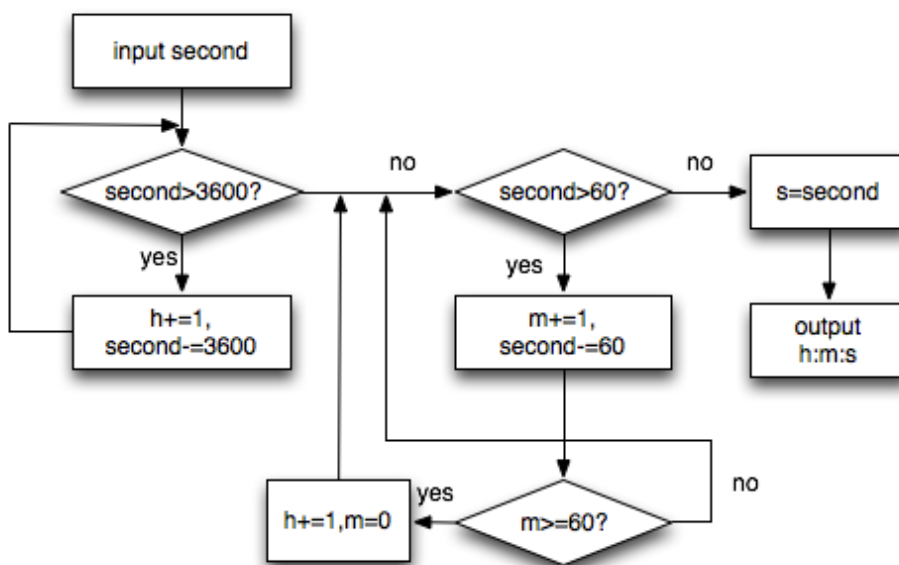 input second
second>3600?
yes
h+=1,
second-=3600
no
second>60?
yes
m+=1,
second-=60
m>=60?
yes
h+=1,m=0
no
no
s=second
output
h:m:s